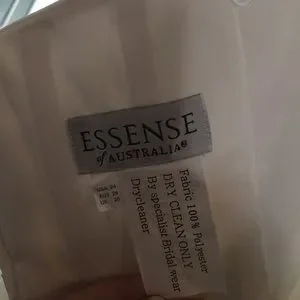 ESSENSE
of AUSTRALIA®
Fabric 100% Polyester
DRY CLEAN ONLY
By specialist Bridal wear
Drycleaner